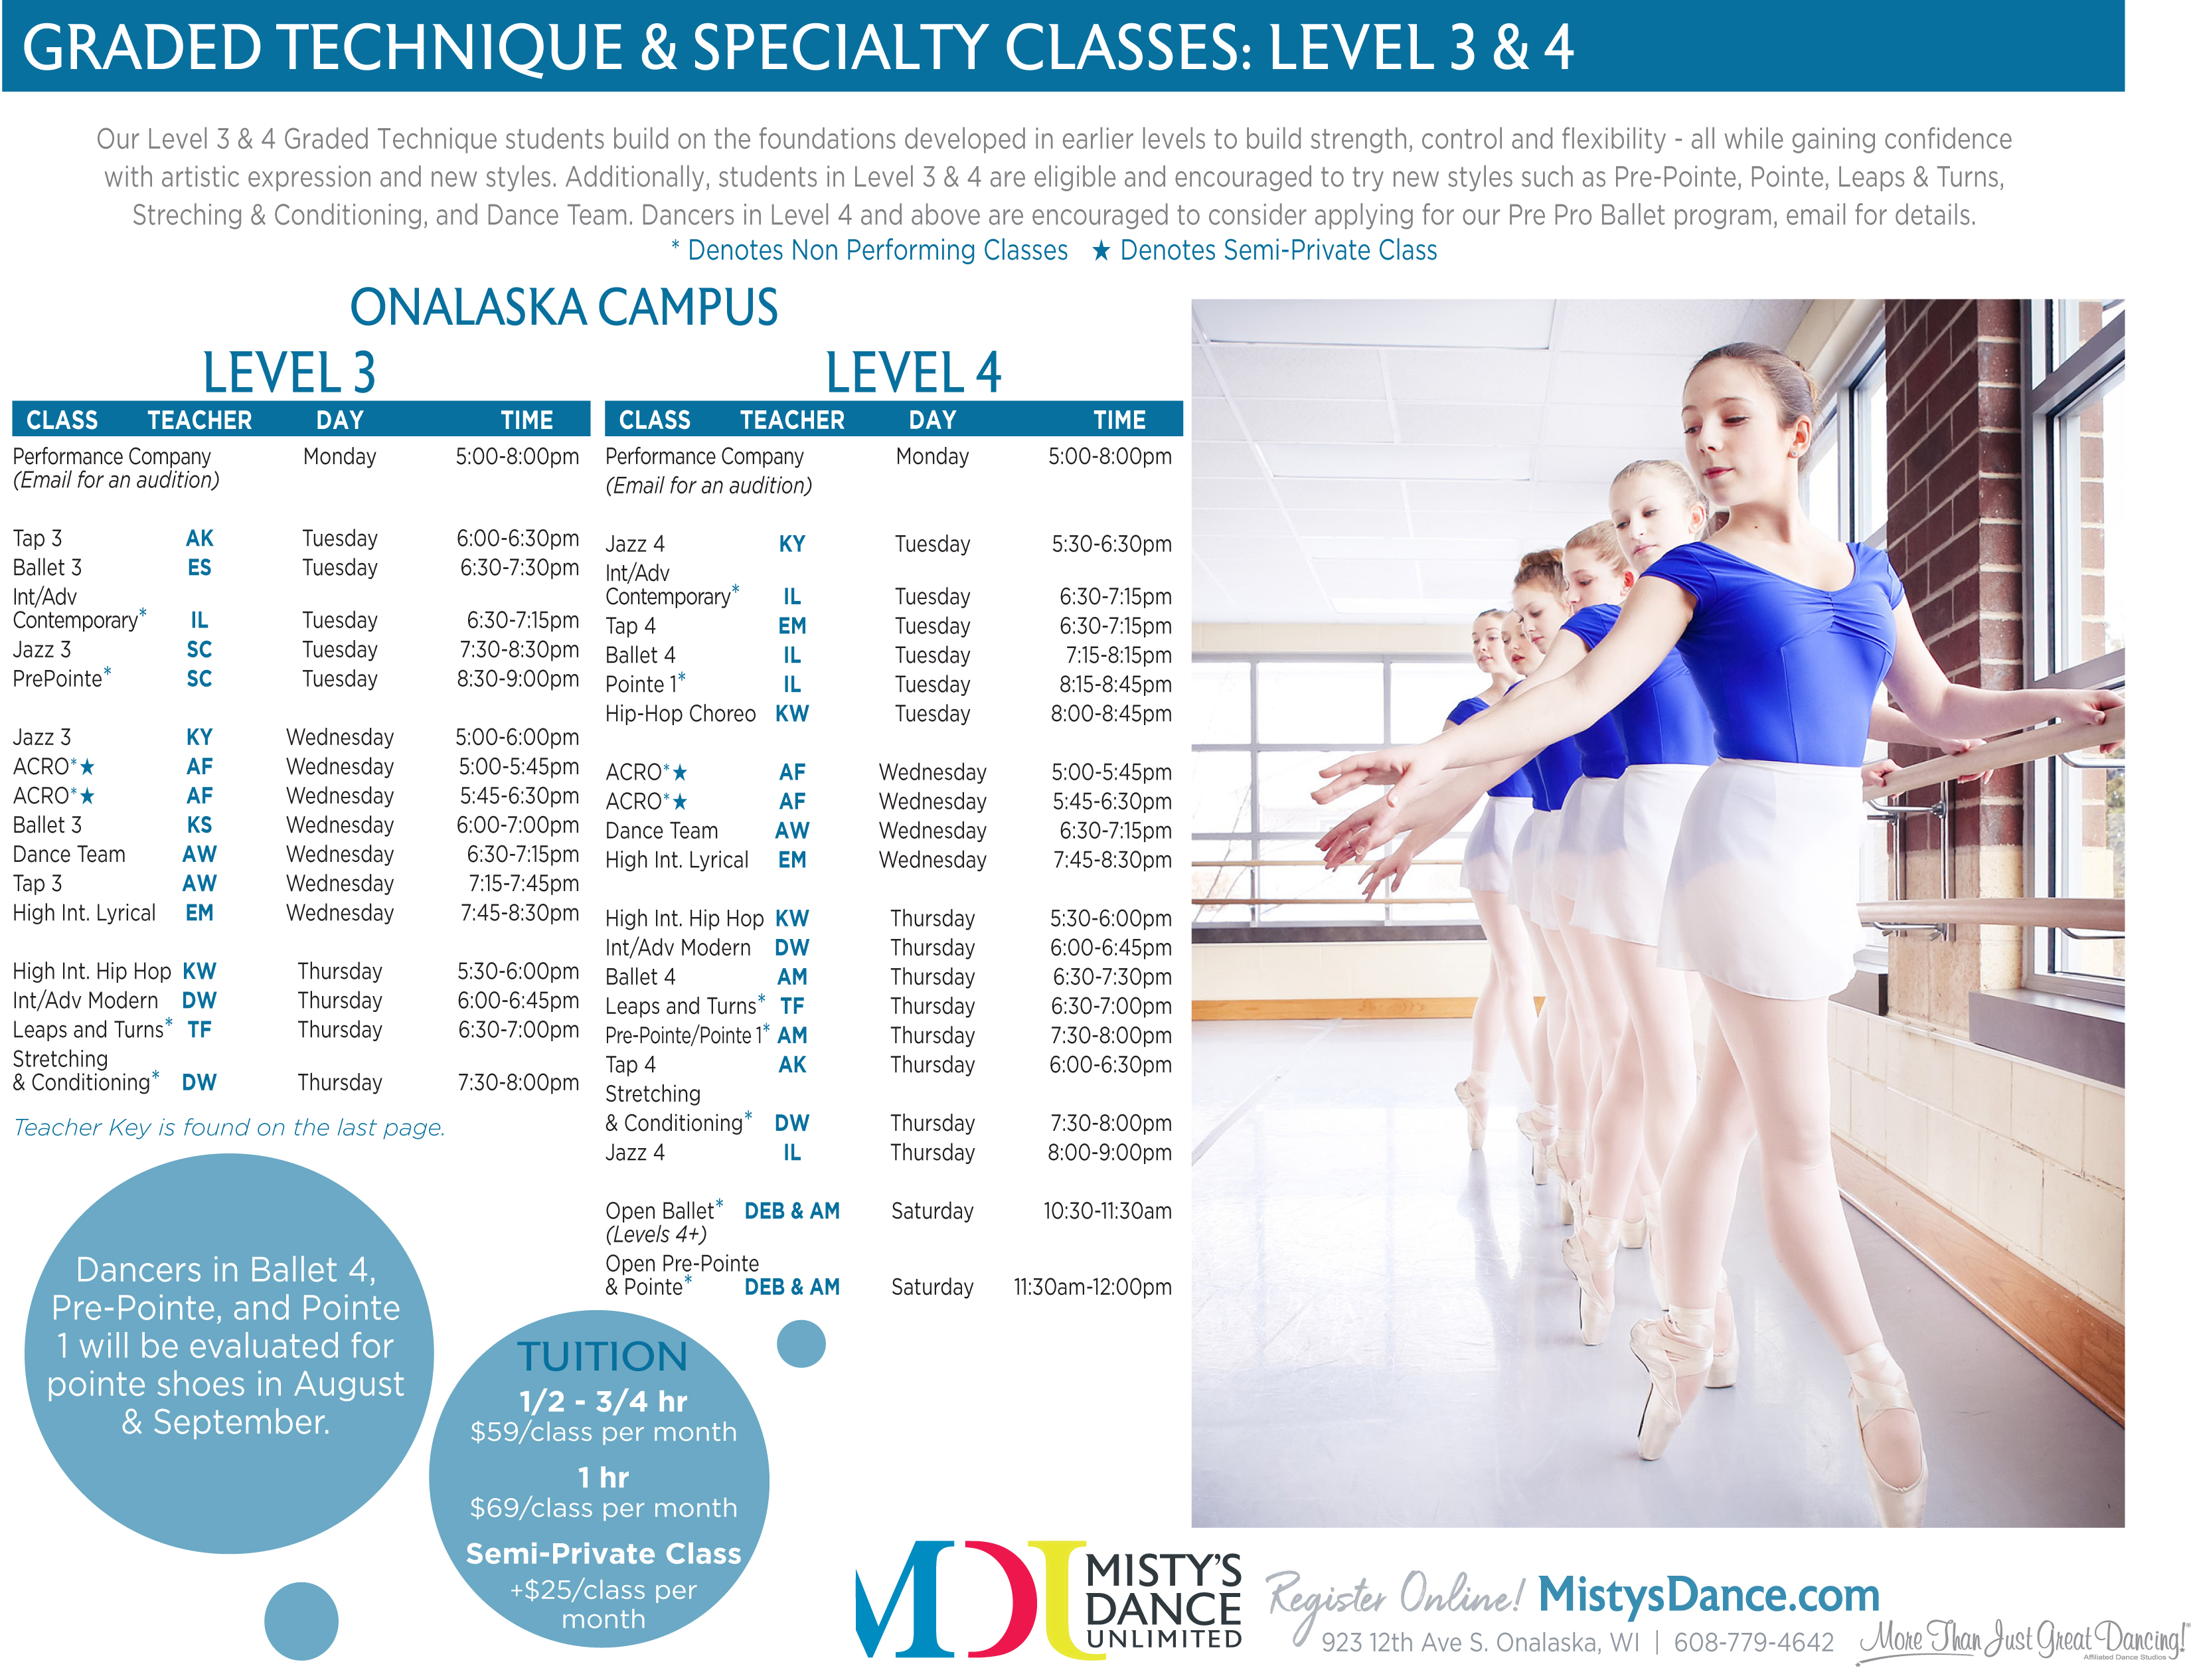 GRADED TECHNIQUE & SPECIALTY CLASSES: LEVEL 3 & 4
Our Level 3 & 4 Graded Technique students build on the foundations developed in earlier levels to build strength, control and flexibility - all while gaining confidence
with artistic expression and new styles. Additionally, students in Level 3 & 4 are eligible and encouraged to try new styles such as Pre-Pointe, Pointe, Leaps & Turns,
Streching & Conditioning, and Dance Team. Dancers in Level 4 and above are encouraged to consider applying for our Pre Pro Ballet program, email for details.
* Denotes Non Performing Classes ★ Denotes Semi-Private Class
ONALASKA CAMPUS
LEVEL 3
CLASS TEACHER DAY TIME
Performance Company Monday 5:00-8:00pm
(Email for an audition)
Tap 3 AK Tuesday 6:00-6:30pm
Ballet 3 ES Tuesday 6:30-7:30pm
Int/Adv
Contemporary* IL Tuesday 6:30-7:15pm
Jazz 3 SC Tuesday 7:30-8:30pm
PrePointe* SC Tuesday 8:30-9:00pm
Jazz 3 KY Wednesday 5:00-6:00pm
ACRO*★ AF Wednesday 5:00-5:45pm
ACRO*★ AF Wednesday 5:45-6:30pm
Ballet 3 KS Wednesday 6:00-7:00pm
Dance Team AW Wednesday 6:30-7:15pm
Tap 3 AW Wednesday 7:15-7:45pm
High Int. Lyrical EM Wednesday 7:45-8:30pm
High Int. Hip Hop KW Thursday 5:30-6:00pm
Int/Adv Modern DW Thursday 6:00-6:45pm
Leaps and Turns* TF Thursday 6:30-7:00pm
Stretching
& Conditioning* DW Thursday 7:30-8:00pm
Teacher Key is found on the last page.
LEVEL 4
CLASS TEACHER DAY TIME
Performance Company Monday 5:00-8:00pm
(Email for an audition)
Jazz 4 KY Tuesday 5:30-6:30pm
Int/Adv
Contemporary* IL Tuesday 6:30-7:15pm
Tap 4 EM Tuesday 6:30-7:15pm
Ballet 4 IL Tuesday 7:15-8:15pm
Pointe 1* IL Tuesday 8:15-8:45pm
Hip-Hop Choreo KW Tuesday 8:00-8:45pm
ACRO*★ AF Wednesday 5:00-5:45pm
ACRO*★ AF Wednesday 5:45-6:30pm
Dance Team AW Wednesday 6:30-7:15pm
High Int. Lyrical EM Wednesday 7:45-8:30pm
High Int. Hip Hop KW Thursday 5:30-6:00pm
Int/Adv Modern DW Thursday 6:00-6:45pm
Ballet 4 AM Thursday 6:30-7:30pm
Leaps and Turns* TF Thursday 6:30-7:00pm
Pre-Pointe/Pointe 1* AM Thursday 7:30-8:00pm
Tap 4 AK Thursday 6:00-6:30pm
Stretching
& Conditioning* DW Thursday 7:30-8:00pm
Jazz 4 IL Thursday 8:00-9:00pm
Open Ballet* DEB & AM Saturday 10:30-11:30am
(Levels 4+)
Open Pre-Pointe
& Pointe* DEB & AM Saturday 11:30am-12:00pm
Dancers in Ballet 4,
Pre-Pointe, and Pointe
1 will be evaluated for
pointe shoes in August
& September.
TUITION
1/2 - 3/4 hr
$59/class per month
1 hr
$69/class per month
Semi-Private Class
+$25/class per
month
MDU
MISTY'S
DANCE
UNLIMITED
Register Online! MistysDance.com
923 12th Ave S. Onalaska, WI | 608-779-4642
More Than Just Great Dancing!®
Affiliated Dance Studios